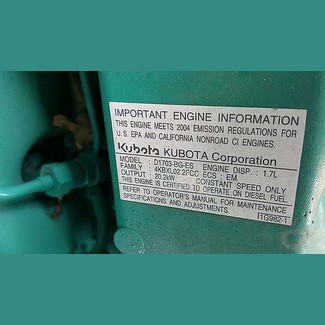 IMPORTANT ENGINE INFORMATION
THIS ENGINE MEETS 2004 EMISSION REGULATIONS FOR
U.S. EPA AND CALIFORNIA NONROAD CI ENGINES.
Kubota KUBOTA Corporation
MODEL : D1703-BG-ES ENGINE DISP. : 1.7L
FAMILY : 4KBXL02.2FCC ECS : EM
OUTPUT : 20.2kW CONSTANT SPEED ONLY
THIS ENGINE IS CERTIFIED TO OPERATE ON DIESEL FUEL.
REFER TO OPERATOR'S MANUAL FOR MAINTENANCE
SPECIFICATIONS AND ADJUSTMENTS.
1G982-1